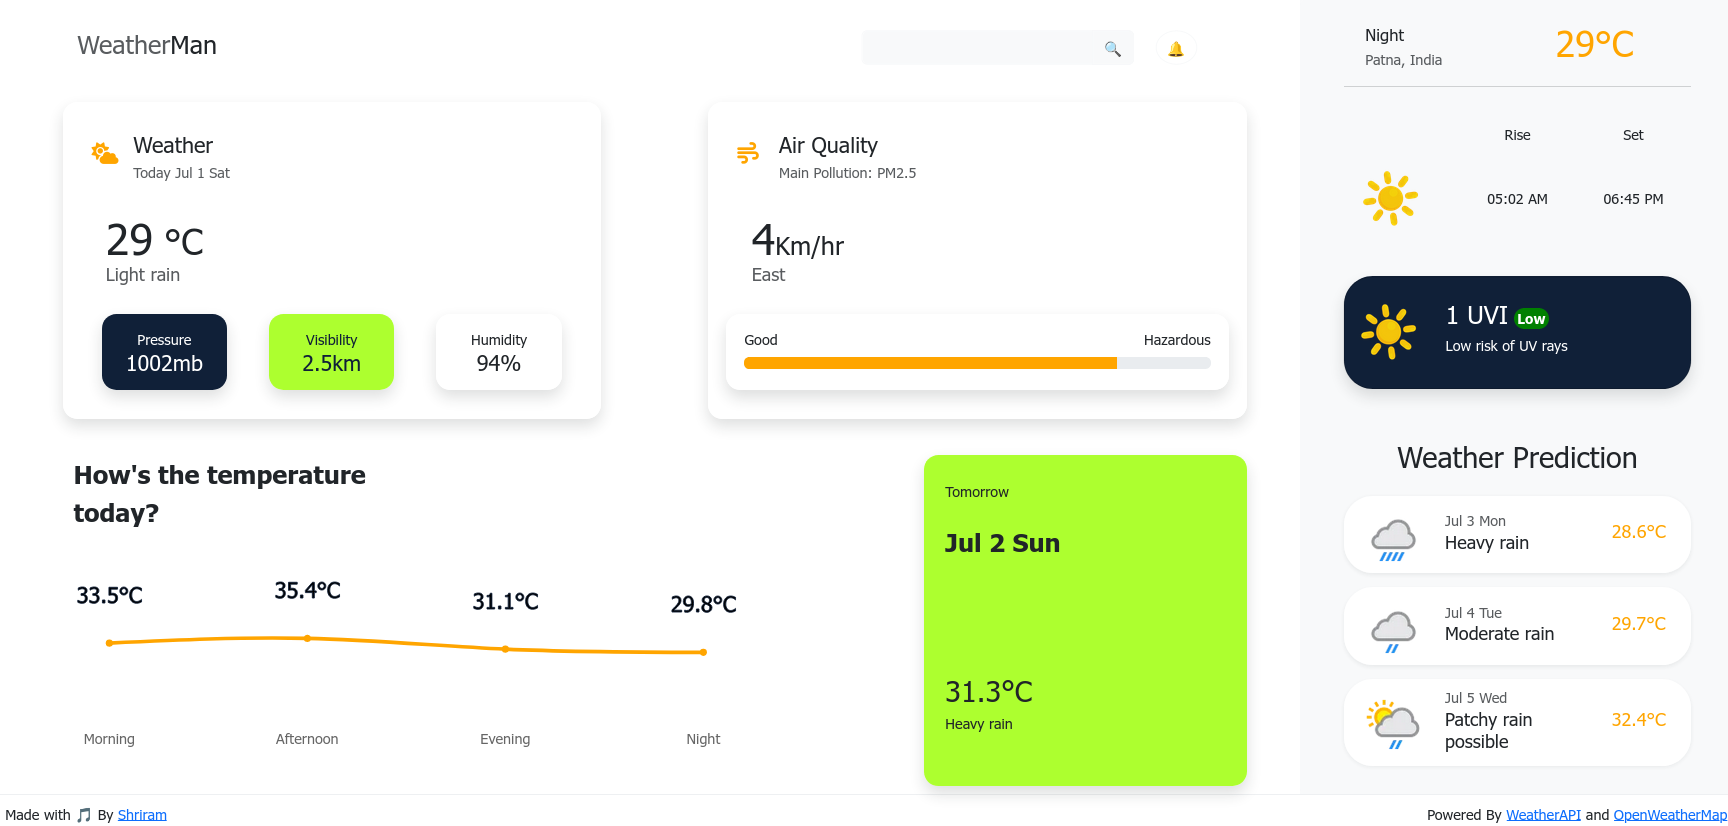 WeatherMan
Weather
Today Jul 1 Sat
29 °C
Light rain
Pressure
1002mb
Visibility
2.5km
Humidity
94%
Air Quality
Main Pollution: PM2.5
4Km/hr
East
Good Hazardous
How's the temperature
today?
33.5°C 35.4°C 31.1°C 29.8°C
Morning Afternoon Evening Night
Tomorrow
Jul 2 Sun
31.3°C
Heavy rain
Night
Patna, India
29°C
Rise Set
05:02 AM 06:45 PM
1 UVI Low
Low risk of UV rays
Weather Prediction
Jul 3 Mon
Heavy rain
28.6°C
Jul 4 Tue
Moderate rain
29.7°C
Jul 5 Wed
Patchy rain
possible
32.4°C
Made with 🎵 By Shriram
Powered By WeatherAPI and OpenWeatherMap